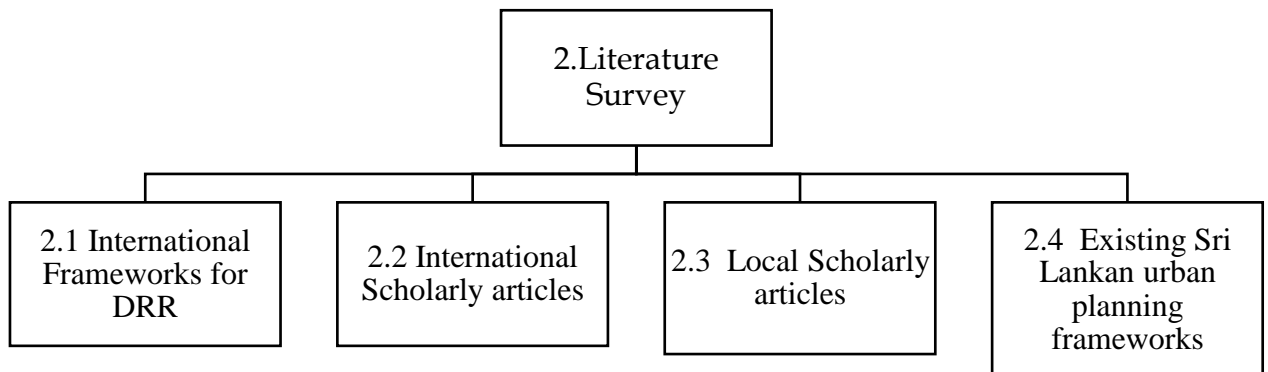 2.Literature
Survey
2.1 International
Frameworks for
DRR
2.2 International
Scholarly articles
2.3 Local Scholarly
articles
2.4 Existing Sri
Lankan urban
planning
frameworks